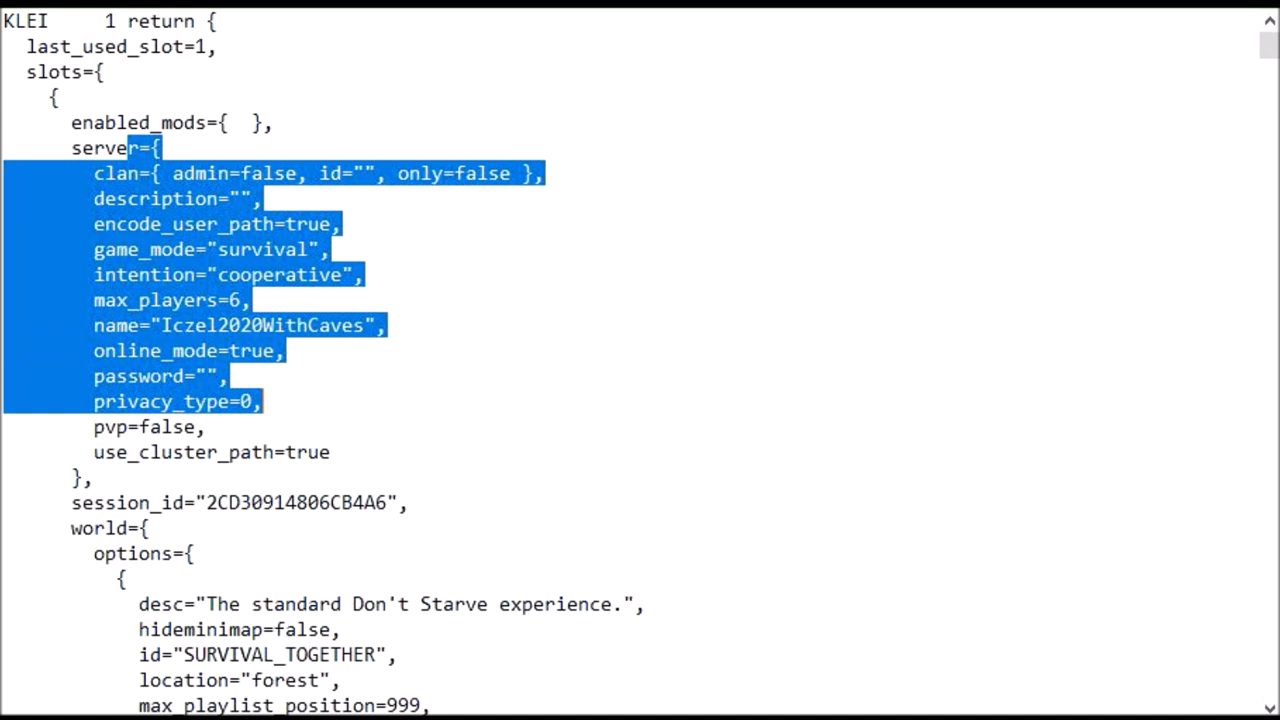 KLEI     1 return {
  last_used_slot=1,
  slots={
    {
      enabled_mods={  },
      server={
        clan={ admin=false, id="", only=false },
        description="",
        encode_user_path=true,
        game_mode="survival",
        intention="cooperative",
        max_players=6,
        name="Iczel2020WithCaves",
        online_mode=true,
        password="",
        privacy_type=0,
        pvp=false,
        use_cluster_path=true
      },
      session_id="2CD30914806CB4A6",
      world={
        options={
          {
            desc="The standard Don't Starve experience.",
            hideminimap=false,
            id="SURVIVAL_TOGETHER",
            location="forest",
            max_playlist_position=999,